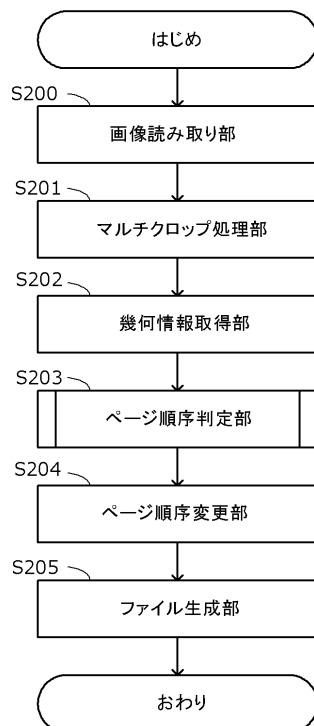 はじめ
S200
画像読み取り部
S201
マルチクロップ処理部
S202
幾何情報取得部
S203
ページ順序判定部
S204
ページ順序変更部
S205
ファイル生成部
おわり